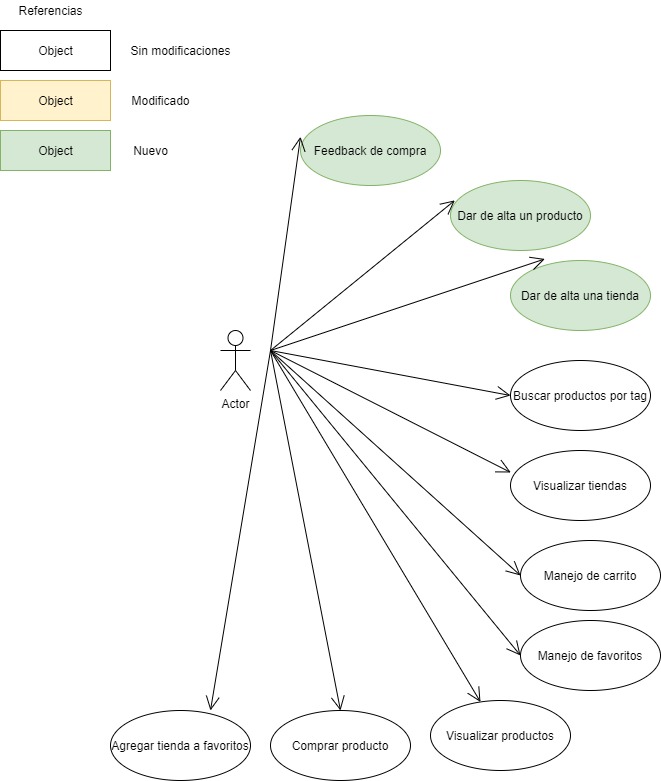 Referencias
Object
Sin modificaciones
Object
Modificado
Object
Nuevo
Feedback de compra
Dar de alta un producto
Dar de alta una tienda
Actor
Buscar productos por tag
Visualizar tiendas
Manejo de carrito
Manejo de favoritos
Visualizar productos
Agregar tienda a favoritos
Comprar producto